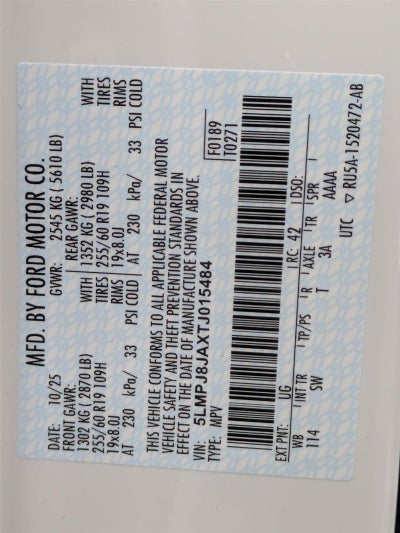 MFD. BY FORD MOTOR CO.
DATE: 10/25 GVWR: 2545 KG ( 5610 LB)
FRONT GAWR: REAR GAWR:
1302 KG ( 2870 LB) WITH 1352 KG ( 2980 LB) WITH
255/60 R19 109H TIRES 255/60 R19 109H TIRES
19x8.0J RIMS 19x8.0J RIMS
AT 230 kPa/ 33 PSI COLD AT 230 kPa/ 33 PSI COLD
THIS VEHICLE CONFORMS TO ALL APPLICABLE FEDERAL MOTOR
VEHICLE SAFETY AND THEFT PREVENTION STANDARDS IN
EFFECT ON THE DATE OF MANUFACTURE SHOWN ABOVE.
VIN: 5LMPJ8JAXTJ015484 F0189
TYPE: MPV T0271
EXT PNT: UG RC: 42 DSO:
WB INT TR TP/PS R AXLE TR SPR
114 SW T 3A AAAA
UTC ▽ RU5A-1520472-AB